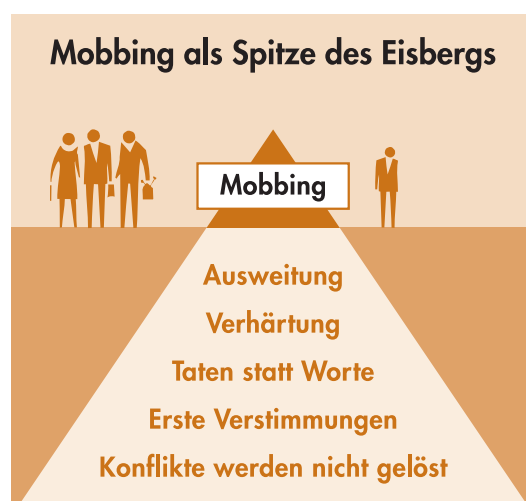 Mobbing als Spitze des Eisbergs
Mobbing
Ausweitung
Verhärtung
Taten statt Worte
Erste Verstimmungen
Konflikte werden nicht gelöst